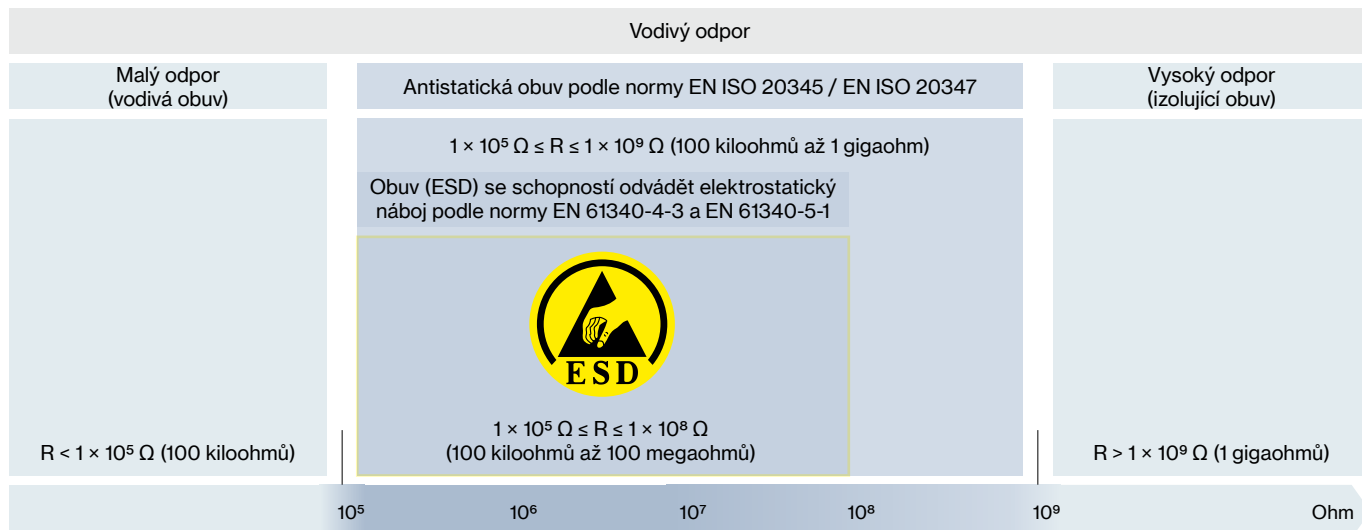 Vodivý odpor
Malý odpor
(vodivá obuv)
Antistatická obuv podle normy EN ISO 20345 / EN ISO 20347
Vysoký odpor
(izolující obuv)
1 × 10⁵ Ω ≤ R ≤ 1 × 10⁹ Ω (100 kiloohmů až 1 gigaohm)
Obuv (ESD) se schopností odvádět elektrostatický
náboj podle normy EN 61340-4-3 a EN 61340-5-1
ESD
1 × 10⁵ Ω ≤ R ≤ 1 × 10⁸ Ω
(100 kiloohmů až 100 megaohmů)
R < 1 × 10⁵ Ω (100 kiloohmů)
R > 1 × 10⁹ Ω (1 gigaohmů)
10⁵ 10⁶ 10⁷ 10⁸ 10⁹ Ohm